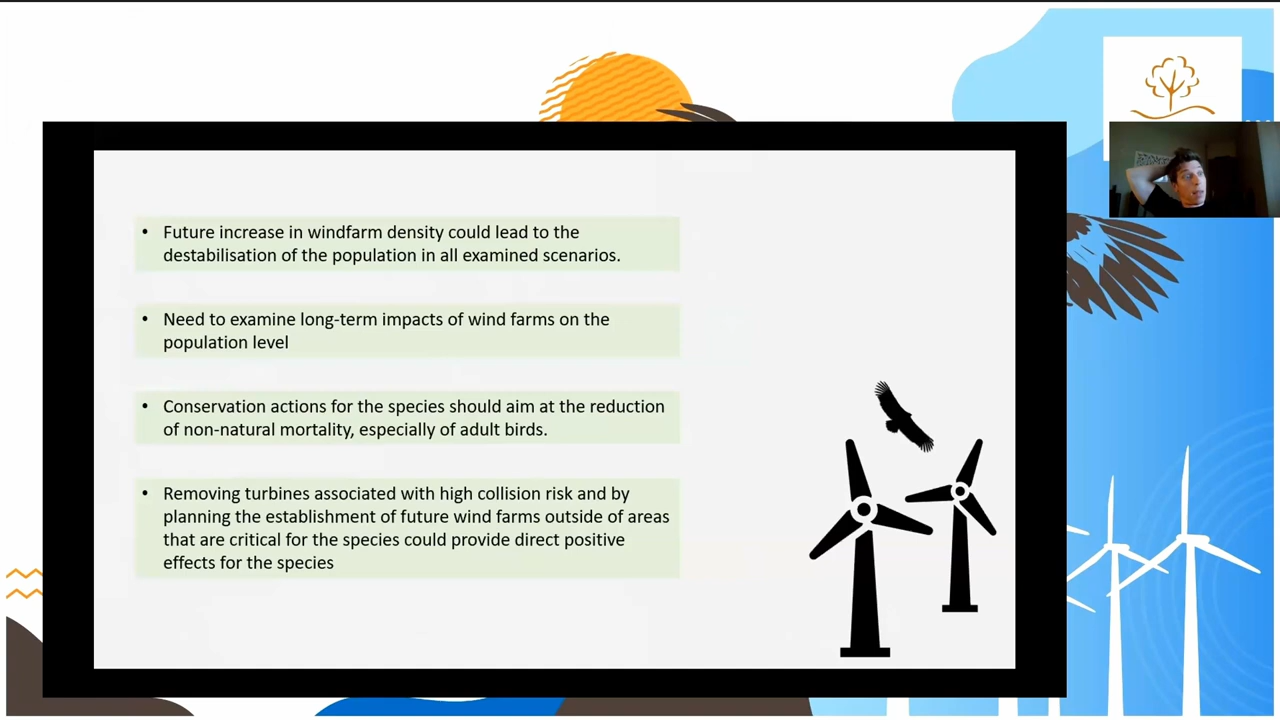 • Future increase in windfarm density could lead to the
destabilisation of the population in all examined scenarios.
• Need to examine long-term impacts of wind farms on the
population level
• Conservation actions for the species should aim at the reduction
of non-natural mortality, especially of adult birds.
• Removing turbines associated with high collision risk and by
planning the establishment of future wind farms outside of areas
that are critical for the species could provide direct positive
effects for the species